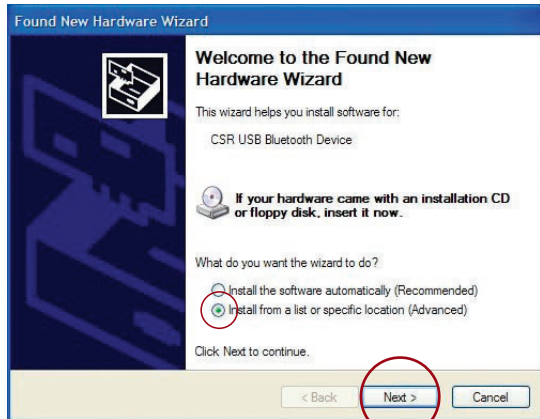 Found New Hardware Wizard
Welcome to the Found New
Hardware Wizard
This wizard helps you install software for:
CSR USB Bluetooth Device
If your hardware came with an installation CD
or floppy disk, insert it now.
What do you want the wizard to do?
Install the software automatically (Recommended)
Install from a list or specific location (Advanced)
Click Next to continue.
< Back Next > Cancel